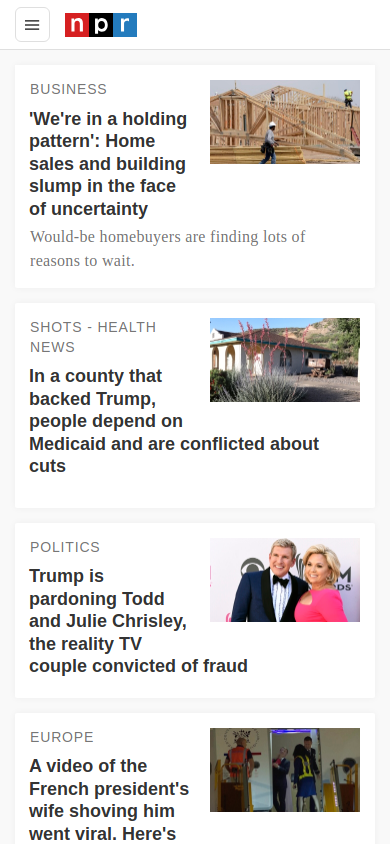 npr
BUSINESS
'We're in a holding
pattern': Home
sales and building
slump in the face
of uncertainty
Would-be homebuyers are finding lots of
reasons to wait.
SHOTS - HEALTH
NEWS
In a county that
backed Trump,
people depend on
Medicaid and are conflicted about
cuts
POLITICS
Trump is
pardoning Todd
and Julie Chrisley,
the reality TV
couple convicted of fraud
EUROPE
A video of the
French president's
wife shoving him
went viral. Here's